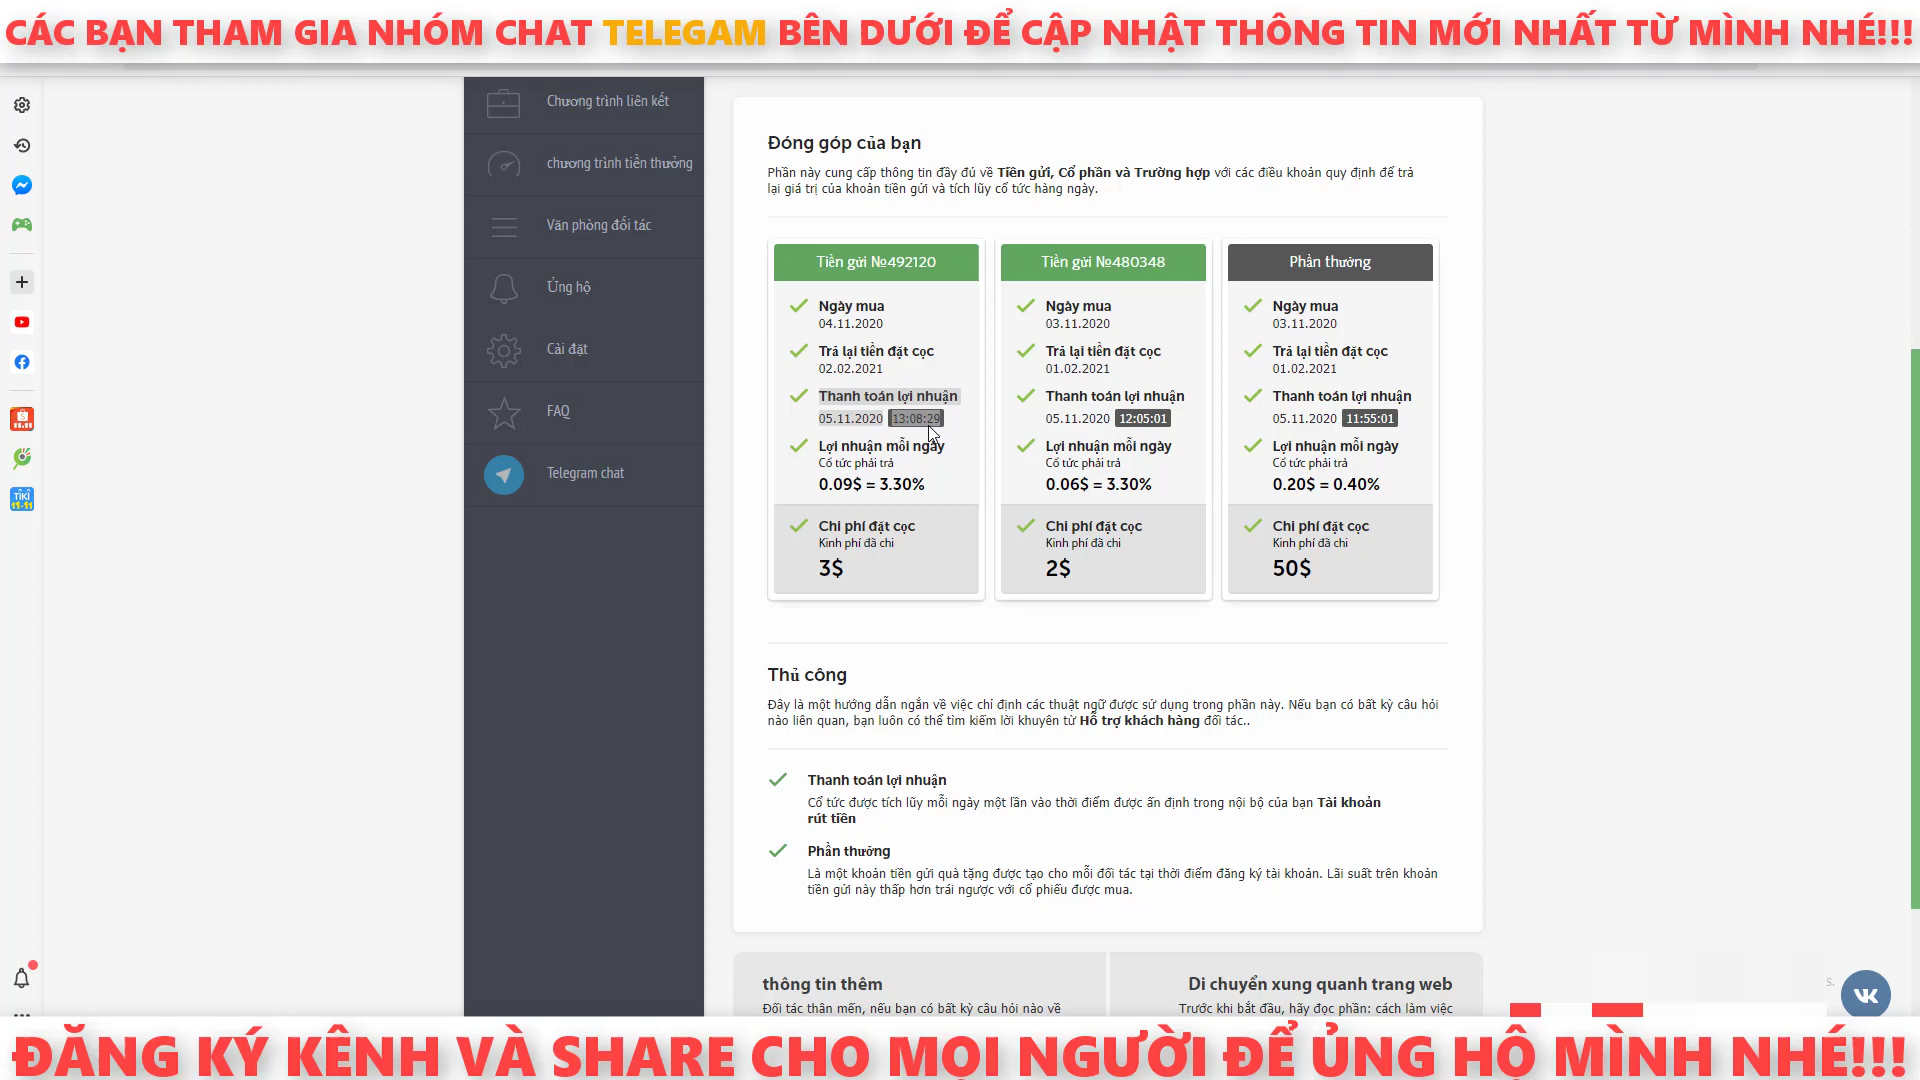 CÁC BẠN THAM GIA NHÓM CHAT TELEGAM BÊN DƯỚI ĐỂ CẬP NHẬT THÔNG TIN MỚI NHẤT TỪ MÌNH NHÉ!!!
Chương trình liên kết
chương trình tiền thưởng
Văn phòng đối tác
Ủng hộ
Cài đặt
FAQ
Telegram chat
Đóng góp của bạn
Phần này cung cấp thông tin đầy đủ về Tiền gửi, Cổ phần và Trường hợp với các điều khoản quy định để trả
lại giá trị của khoản tiền gửi và tích lũy cổ tức hàng ngày.
Tiền gửi №492120
Ngày mua
04.11.2020
Trả lại tiền đặt cọc
02.02.2021
Thanh toán lợi nhuận
05.11.2020 13:08:29
Lợi nhuận mỗi ngày
Cổ tức phải trả
0.09$ = 3.30%
Chi phí đặt cọc
Kinh phí đã chi
3$
Tiền gửi №480348
Ngày mua
03.11.2020
Trả lại tiền đặt cọc
01.02.2021
Thanh toán lợi nhuận
05.11.2020 12:05:01
Lợi nhuận mỗi ngày
Cổ tức phải trả
0.06$ = 3.30%
Chi phí đặt cọc
Kinh phí đã chi
2$
Phần thưởng
Ngày mua
03.11.2020
Trả lại tiền đặt cọc
01.02.2021
Thanh toán lợi nhuận
05.11.2020 11:55:01
Lợi nhuận mỗi ngày
Cổ tức phải trả
0.20$ = 0.40%
Chi phí đặt cọc
Kinh phí đã chi
50$
Thủ công
Đây là một hướng dẫn ngắn về việc chỉ định các thuật ngữ được sử dụng trong phần này. Nếu bạn có bất kỳ câu hỏi
nào liên quan, bạn luôn có thể tìm kiếm lời khuyên từ Hỗ trợ khách hàng đối tác..
Thanh toán lợi nhuận
Cổ tức được tích lũy mỗi ngày một lần vào thời điểm được ấn định trong nội bộ của bạn Tài khoản
rút tiền
Phần thưởng
Là một khoản tiền gửi quà tặng được tạo cho mỗi đối tác tại thời điểm đăng ký tài khoản. Lãi suất trên khoản
tiền gửi này thấp hơn trái ngược với cổ phiếu được mua.
thông tin thêm
Đối tác thân mến, nếu bạn có bất kỳ câu hỏi nào về
Di chuyển xung quanh trang web
Trước khi bắt đầu, hãy đọc phần: cách làm việc
s.
ĐĂNG KÝ KÊNH VÀ SHARE CHO MỌI NGƯỜI ĐỂ ỦNG HỘ MÌNH NHÉ!!!